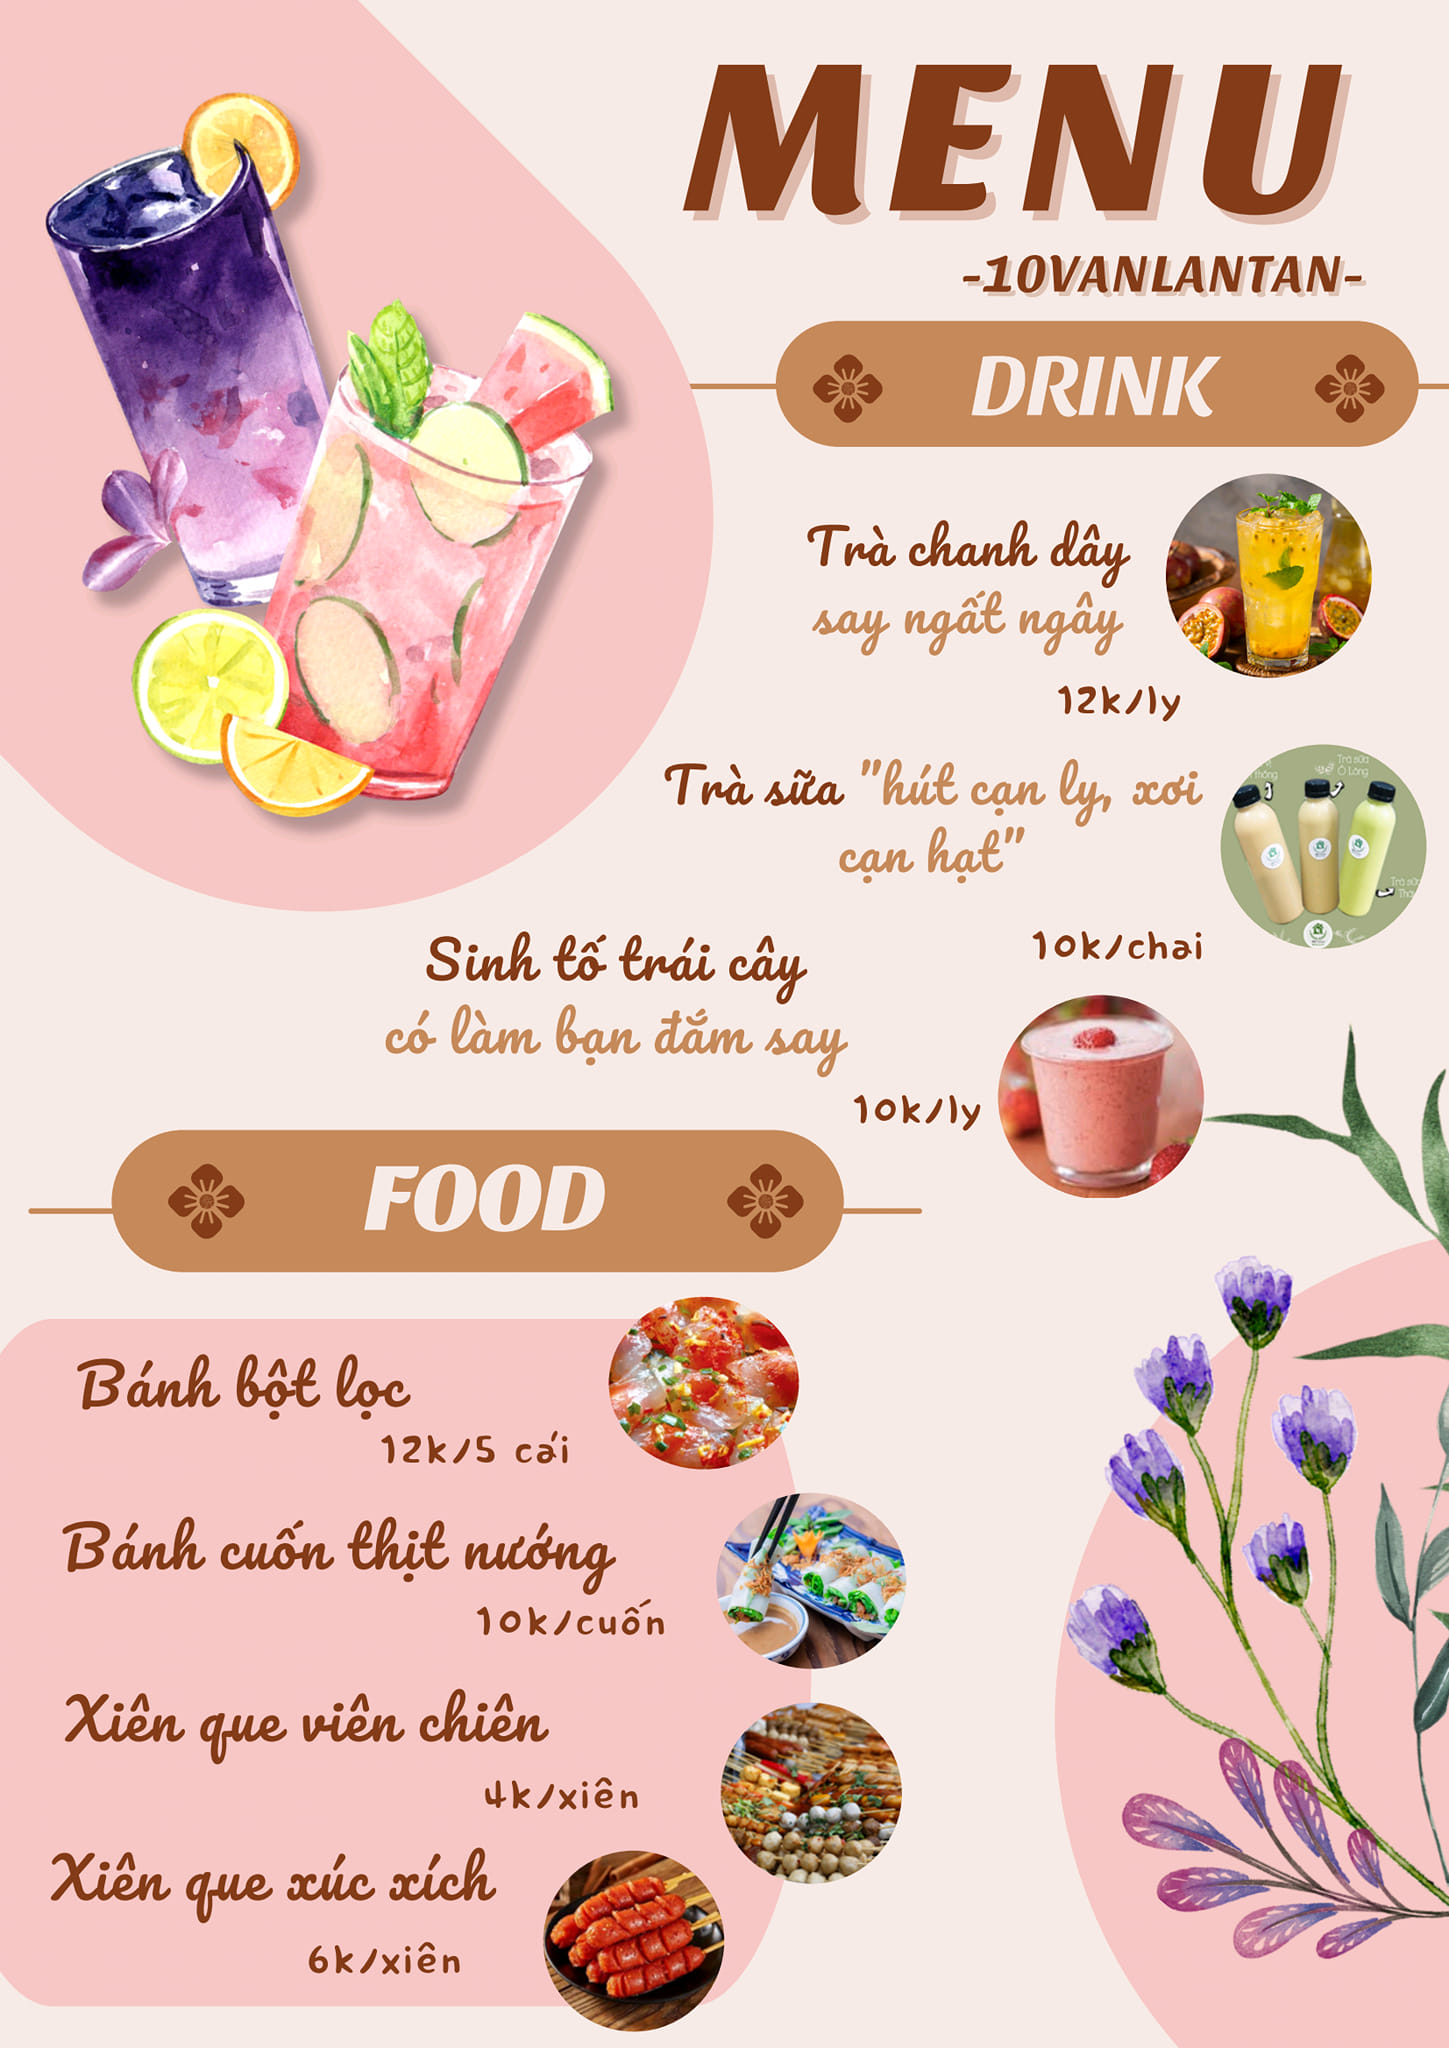 MENU
-10VANLANTAN-
DRINK
Trà chanh dây
say ngất ngây
12k/ly
Trà sữa "hút cạn ly, xơi
cạn hạt"
10k/chai
Trà sữa
Ô Lông
Sinh tố trái cây
có làm bạn đắm say
10k/ly
FOOD
Bánh bột lọc
12k/5 cái
Bánh cuốn thịt nướng
10k/cuốn
Xiên que viên chiên
4k/xiên
Xiên que xúc xích
6k/xiên